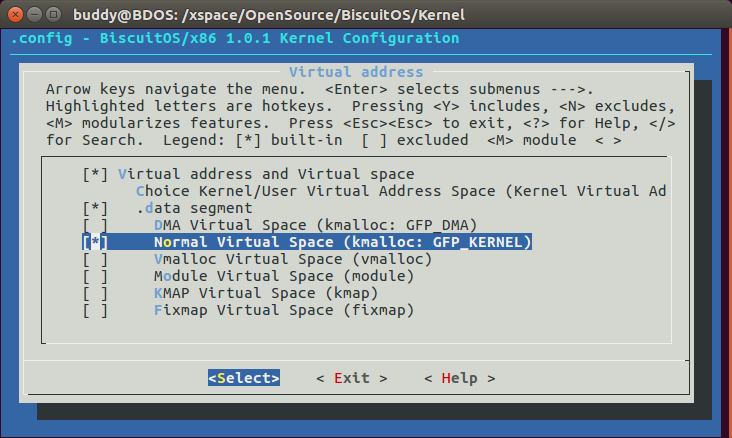 buddy@BDOS: /xspace/OpenSource/BiscuitOS/Kernel
.config - BiscuitOS/x86 1.0.1 Kernel Configuration
Virtual address
Arrow keys navigate the menu.  <Enter> selects submenus --->.
Highlighted letters are hotkeys.  Pressing <Y> includes, <N> excludes,
<M> modularizes features.  Press <Esc><Esc> to exit, <?> for Help, </>
for Search.  Legend: [*] built-in  [ ] excluded  <M> module  < >
[*] Virtual address and Virtual space
Choice Kernel/User Virtual Address Space (Kernel Virtual Ad
[*]   .data segment
[ ]     DMA Virtual Space (kmalloc: GFP_DMA)
[*]     Normal Virtual Space (kmalloc: GFP_KERNEL)
[ ]     Vmalloc Virtual Space (vmalloc)
[ ]     Module Virtual Space (module)
[ ]     KMAP Virtual Space (kmap)
[ ]     Fixmap Virtual Space (fixmap)
<Select>    < Exit >    < Help >